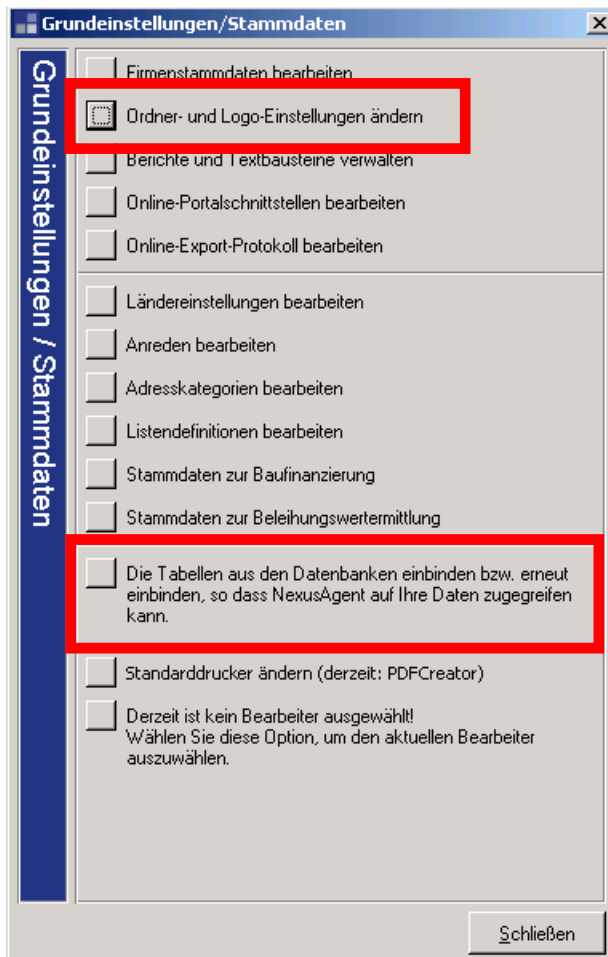 Grundeinstellungen/Stammdaten
Grundeinstellungen / Stammdaten
Firmenstammdaten bearbeiten
Ordner- und Logo-Einstellungen ändern
Berichte und Textbausteine verwalten
Online-Portalschnittstellen bearbeiten
Online-Export-Protokoll bearbeiten
Ländereinstellungen bearbeiten
Anreden bearbeiten
Adresskategorien bearbeiten
Listendefinitionen bearbeiten
Stammdaten zur Baufinanzierung
Stammdaten zur Beleihungswertermittlung
Die Tabellen aus den Datenbanken einbinden bzw. erneut
einbinden, so dass NexusAgent auf Ihre Daten zugegreifen
kann.
Standarddrucker ändern (derzeit: PDFCreator)
Derzeit ist kein Bearbeiter ausgewählt!
Wählen Sie diese Option, um den aktuellen Bearbeiter
auszuwählen.
Schließen